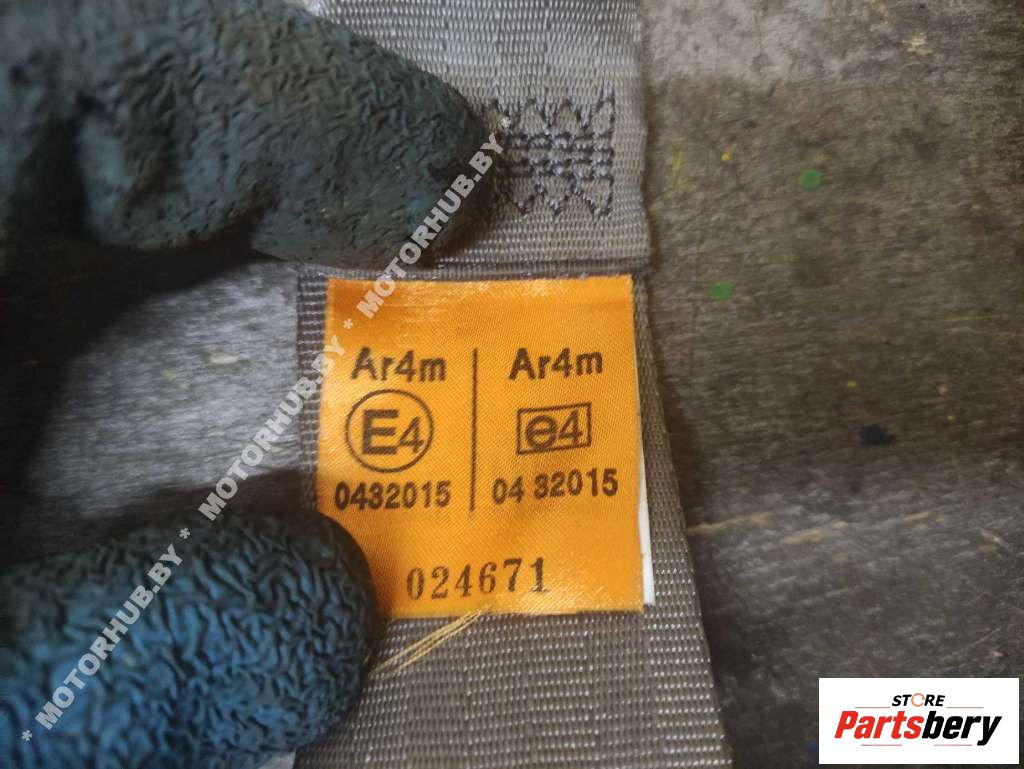 Ar4m
E4
0432015
Ar4m
e4
04 32015
024671
* MOTORHUB.BY * MOTORHUB.BY * MOTORHUB.BY
STORE
Partsbery